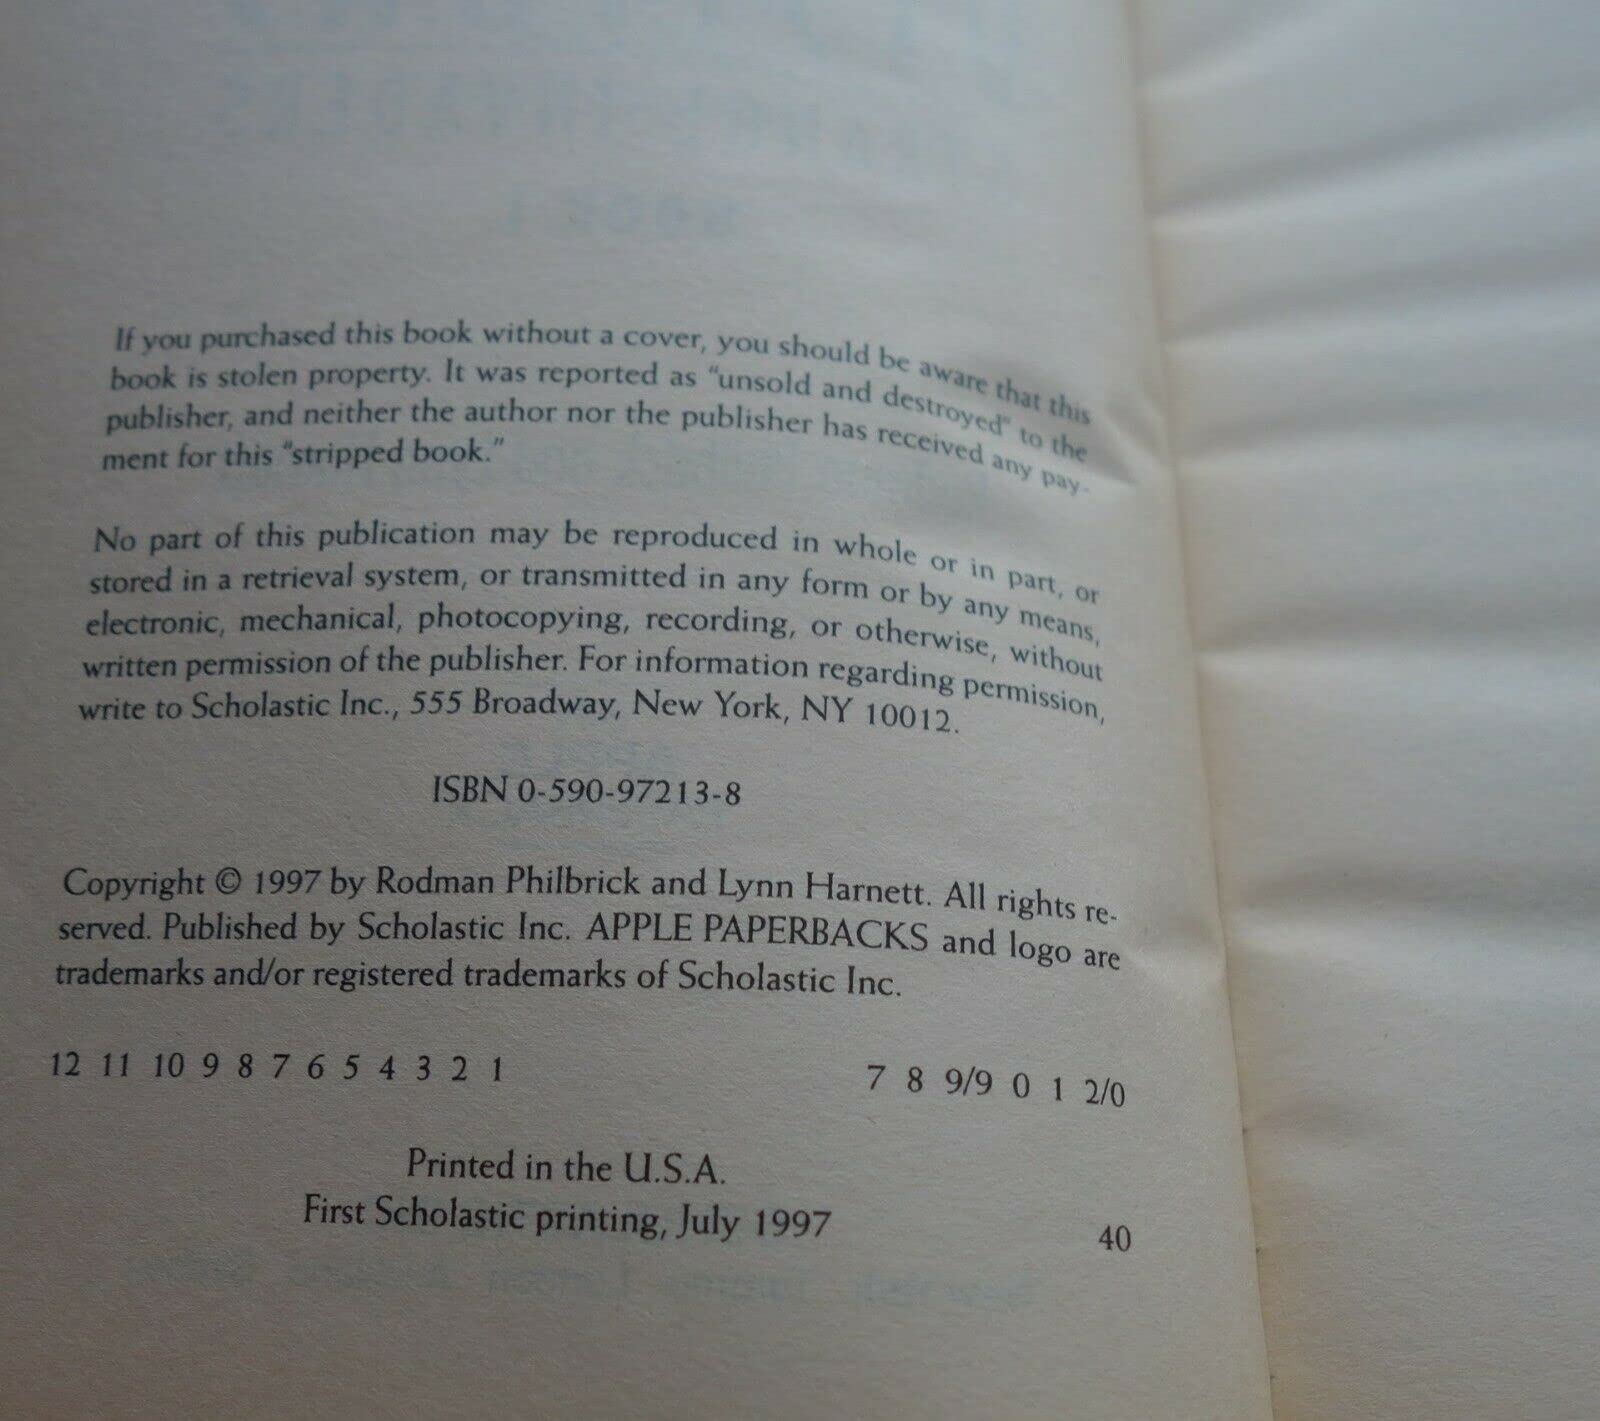 If you purchased this book without a cover, you should be aware that this
book is stolen property. It was reported as “unsold and destroyed” to the
publisher, and neither the author nor the publisher has received any pay-
ment for this “stripped book.”
No part of this publication may be reproduced in whole or in part, or
stored in a retrieval system, or transmitted in any form or by any means,
electronic, mechanical, photocopying, recording, or otherwise, without
written permission of the publisher. For information regarding permission,
write to Scholastic Inc., 555 Broadway, New York, NY 10012.
ISBN 0-590-97213-8
Copyright © 1997 by Rodman Philbrick and Lynn Harnett. All rights re-
served. Published by Scholastic Inc. APPLE PAPERBACKS and logo are
trademarks and/or registered trademarks of Scholastic Inc.
12 11 10 9 8 7 6 5 4 3 2 1 7 8 9/9 0 1 2/0
Printed in the U.S.A.
First Scholastic printing, July 1997 40